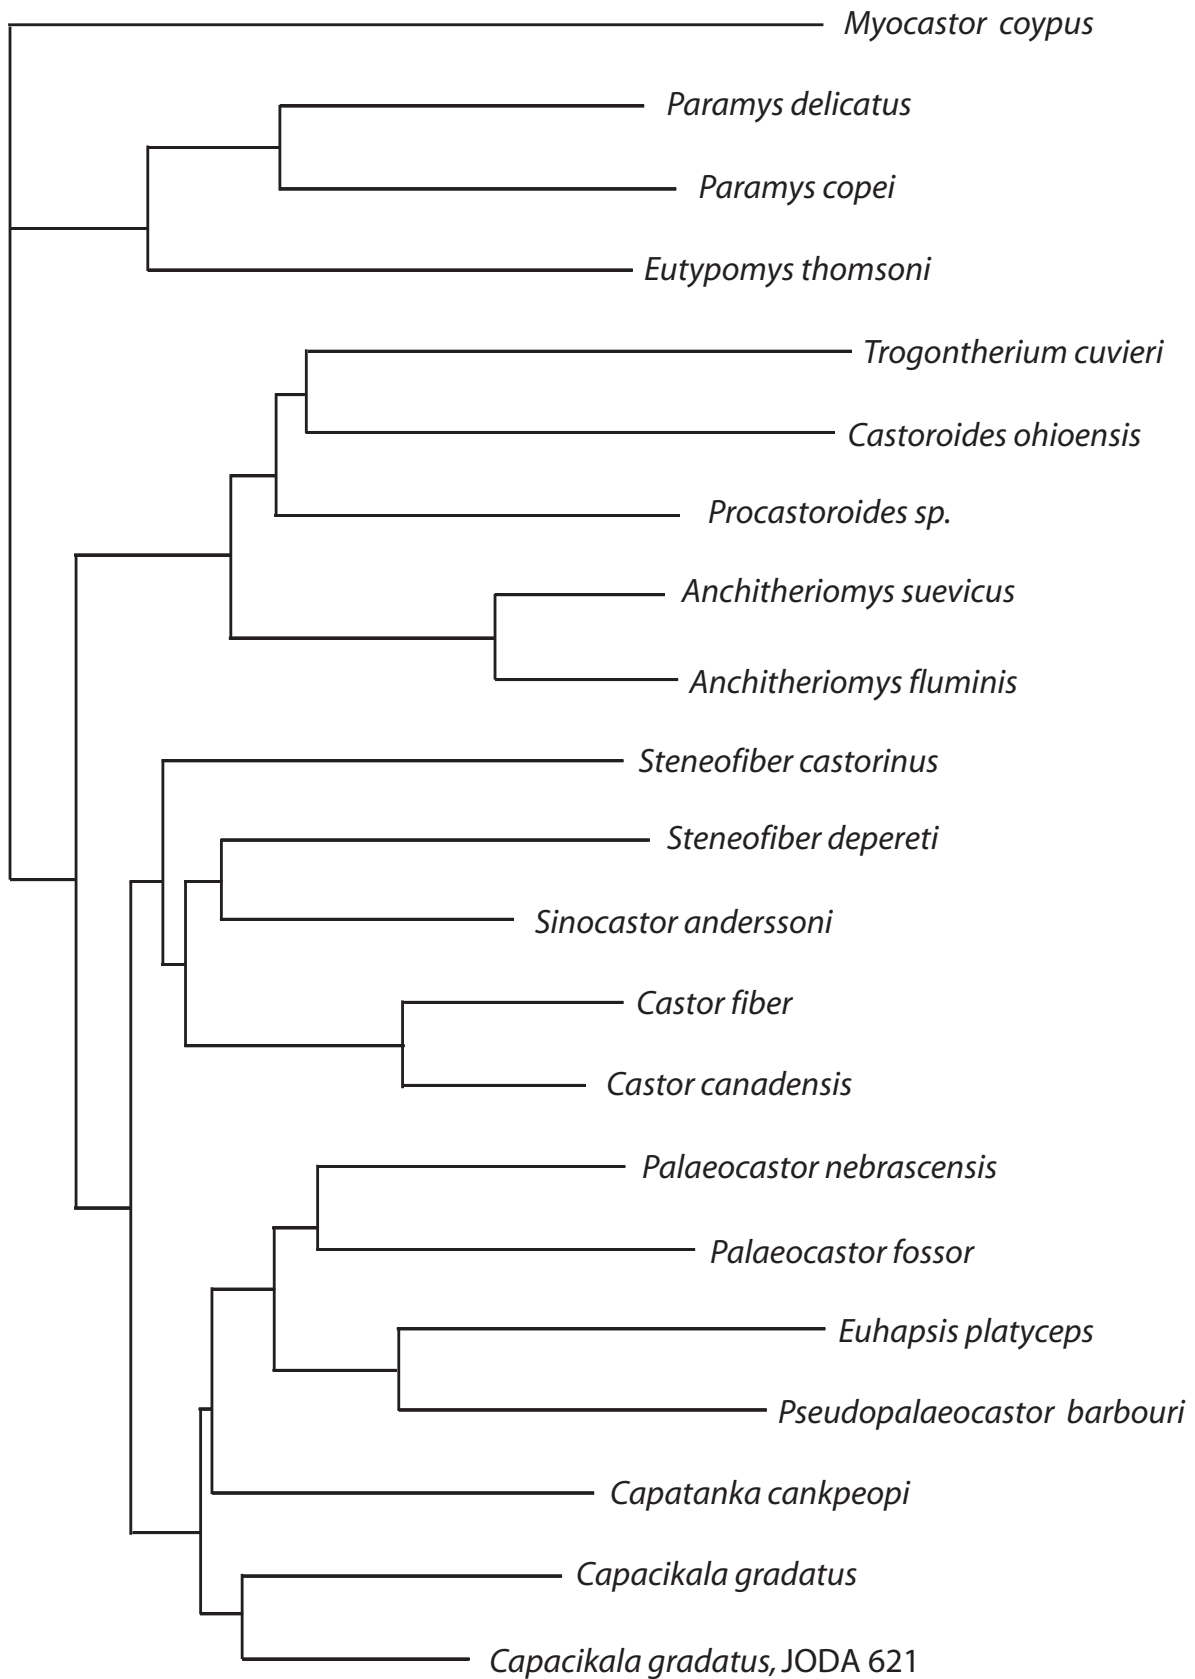 Myocastor coypus
Paramys delicatus
Paramys copei
Eutypomys thomsoni
Trogontherium cuvieri
Castoroides ohioensis
Procastoroides sp.
Anchitheriomys suevicus
Anchitheriomys fluminis
Steneofiber castorinus
Steneofiber depereti
Sinocastor anderssoni
Castor fiber
Castor canadensis
Palaeocastor nebrascensis
Palaeocastor fossor
Euhapsis platyceps
Pseudopalaeocastor barbouri
Capatanka cankpeopi
Capacikala gradatus
Capacikala gradatus, JODA 621